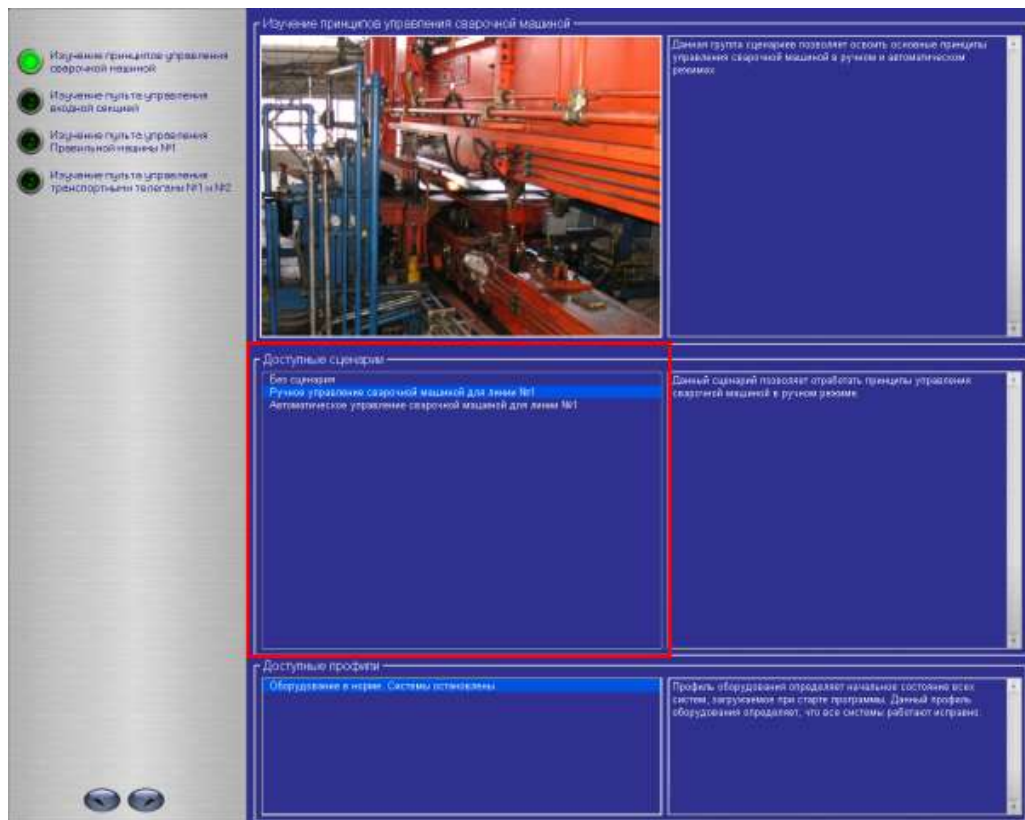 Изучение принципов управления
сварочной машиной
Изучение пульта управления
входной секцией
Изучение пульта управления
Правильной машины №1
Изучение пульта управления
транспортными телегами №1 и №2
Изучение принципов управления сварочной машиной
Данная группа сценариев позволяет освоить основные принципы
управления сварочной машиной в ручном и автоматическом
режимах
Доступные сценарии
Без сценария
Ручное управление сварочной машиной для линии №1
Автоматическое управление сварочной машиной для линии №1
Данный сценарий позволяет отработать принципы управления
сварочной машиной в ручном режиме
Доступные профили
Оборудование в норме. Системы остановлены
Профиль оборудования определяет начальное состояние всех
систем, загружаемое при старте программы. Данный профиль
оборудования определяет, что все системы работают исправно.